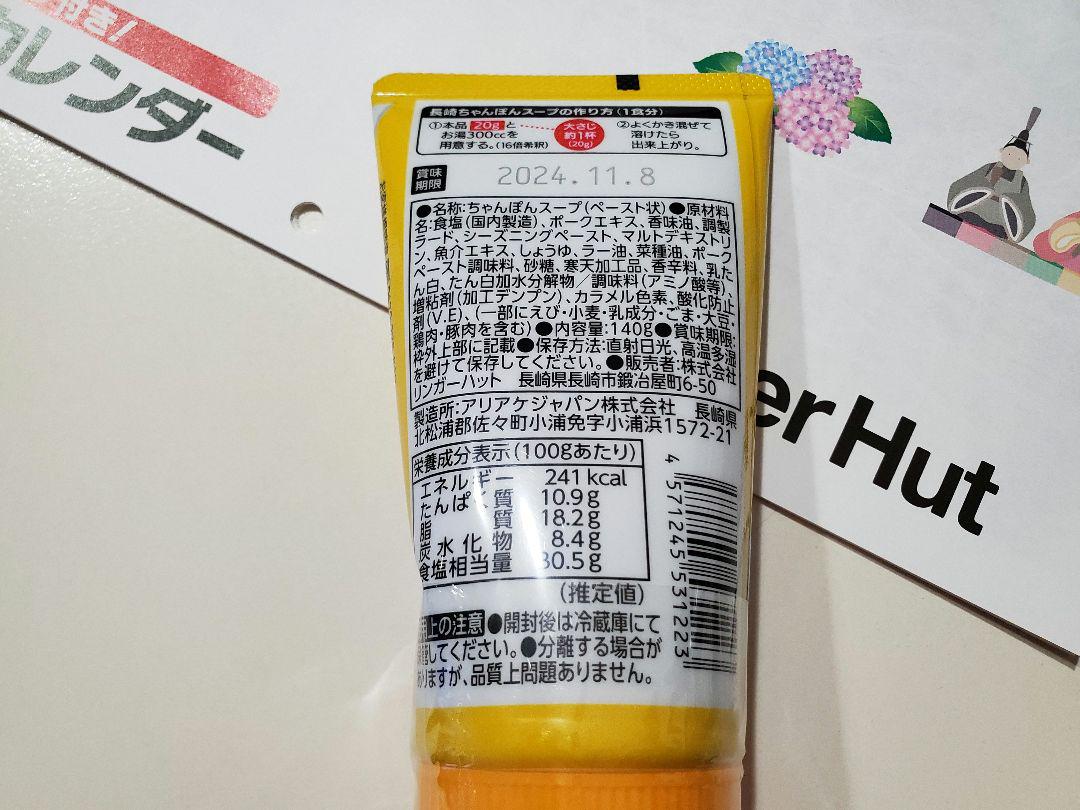 付き!
カレンダー
長崎ちゃんぽんスープの作り方(1食分)
①本品20gと
お湯300ccを
用意する。(16倍希釈)
大さじ
約1杯
(20g)
②よくかき混ぜて
溶けたら
出来上がり。
賞味
期限
2024.11.8
●名称:ちゃんぽんスープ(ペースト状)●原材料
名:食塩(国内製造)、ポークエキス、香味油、調製
ラード、シーズニングペースト、マルトデキストリ
ン、魚介エキス、しょうゆ、ラー油、菜種油、ポーク
ペースト調味料、砂糖、寒天加工品、香辛料、乳た
ん白、たん白加水分解物/調味料(アミノ酸等)、
増粘剤(加工デンプン)、カラメル色素、酸化防止
剤(V.E)、(一部にえび・小麦・乳成分・ごま・大豆・
鶏肉・豚肉を含む)●内容量:140g●賞味期限:
枠外上部に記載●保存方法:直射日光、高温多湿
を避けて保存してください。●販売者:株式会社
リンガーハット 長崎県長崎市鍛冶屋町6-50
製造所:アリアケジャパン株式会社 長崎県
北松浦郡佐々町小浦免字小浦浜1572-21
栄養成分表示(100gあたり)
エネルギー 241kcal
たんぱく質 10.9g
脂質 18.2g
炭水化物 8.4g
食塩相当量 30.5g
(推定値)
上の注意●開封後は冷蔵庫にて
してください。●分離する場合が
ありますが、品質上問題ありません。
4571245531223
er Hut